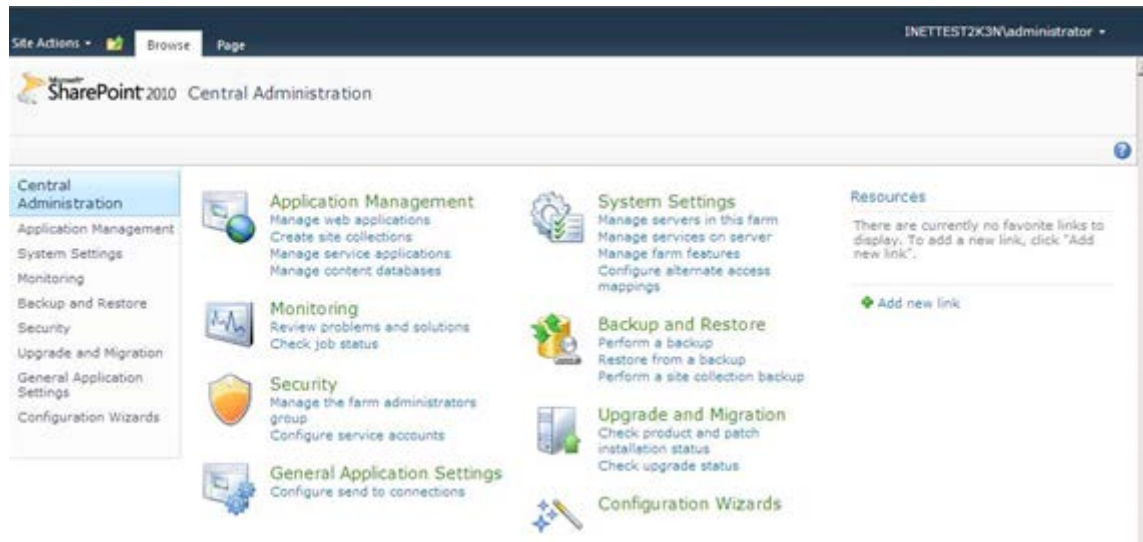 Site Actions
Browse
Page
INETTEST2K3N\administrator
Microsoft
SharePoint 2010 Central Administration
Central
Administration
Application Management
System Settings
Monitoring
Backup and Restore
Security
Upgrade and Migration
General Application
Settings
Configuration Wizards
Application Management
Manage web applications
Create site collections
Manage service applications
Manage content databases
Monitoring
Review problems and solutions
Check job status
Security
Manage the farm administrators
group
Configure service accounts
General Application Settings
Configure send to connections
System Settings
Manage servers in this farm
Manage services on server
Manage farm features
Configure alternate access
mappings
Backup and Restore
Perform a backup
Restore from a backup
Perform a site collection backup
Upgrade and Migration
Check product and patch
installation status
Check upgrade status
Configuration Wizards
Resources
There are currently no favorite links to
display. To add a new link, click "Add
new link".
Add new link